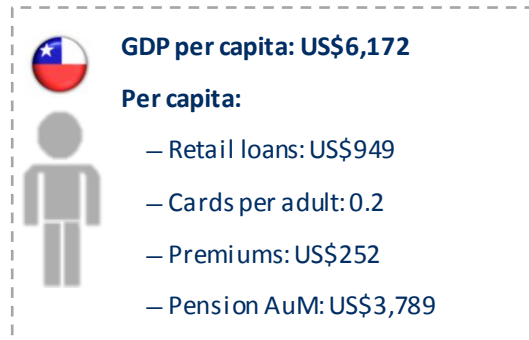 GDP per capita: US$6,172
Per capita:
— Retail loans: US$949
— Cards per adult: 0.2
— Premiums: US$252
— Pension AuM: US$3,789